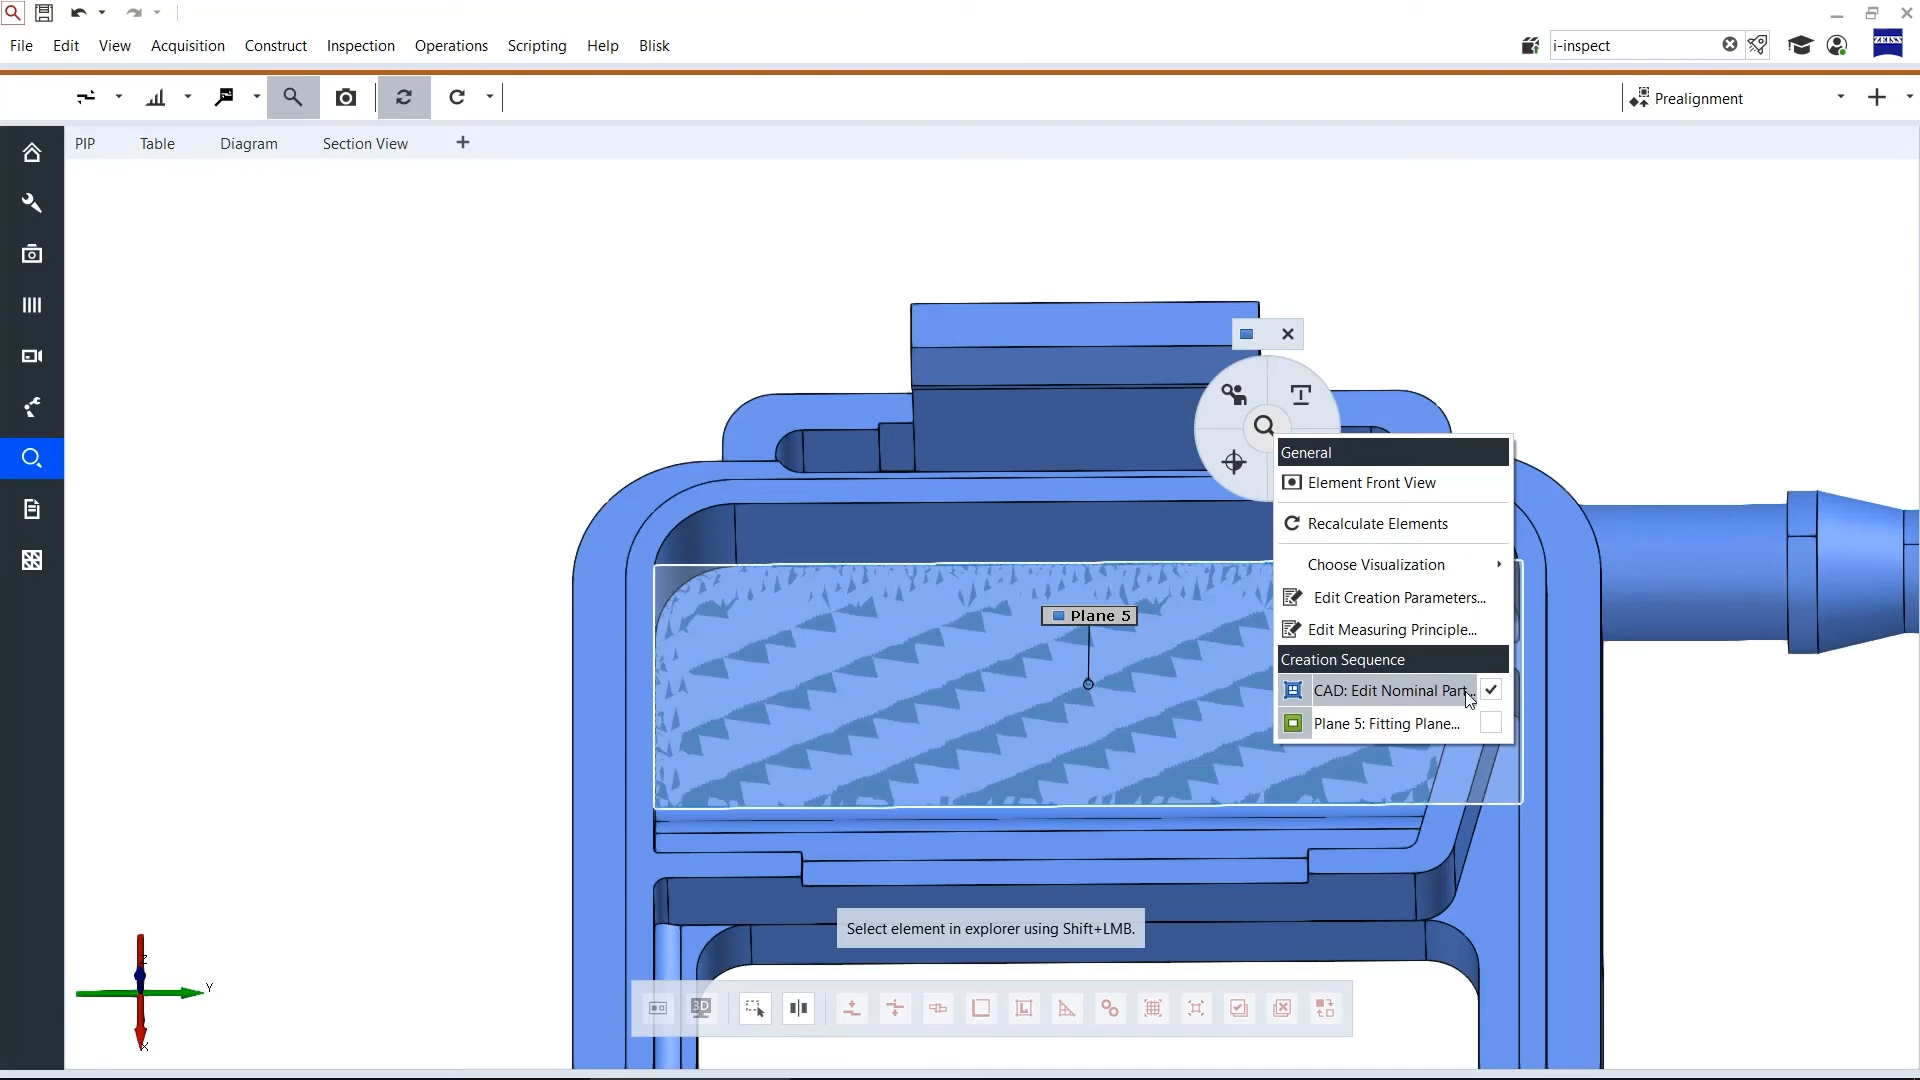 File Edit View Acquisition Construct Inspection Operations Scripting Help Blisk
i-inspect
ZEISS
Prealignment
PIP Table Diagram Section View
General
Element Front View
Recalculate Elements
Choose Visualization
Edit Creation Parameters...
Plane 5
Edit Measuring Principle...
Creation Sequence
CAD: Edit Nominal Part...
Plane 5: Fitting Plane...
Select element in explorer using Shift+LMB.
Z
Y
X
3D